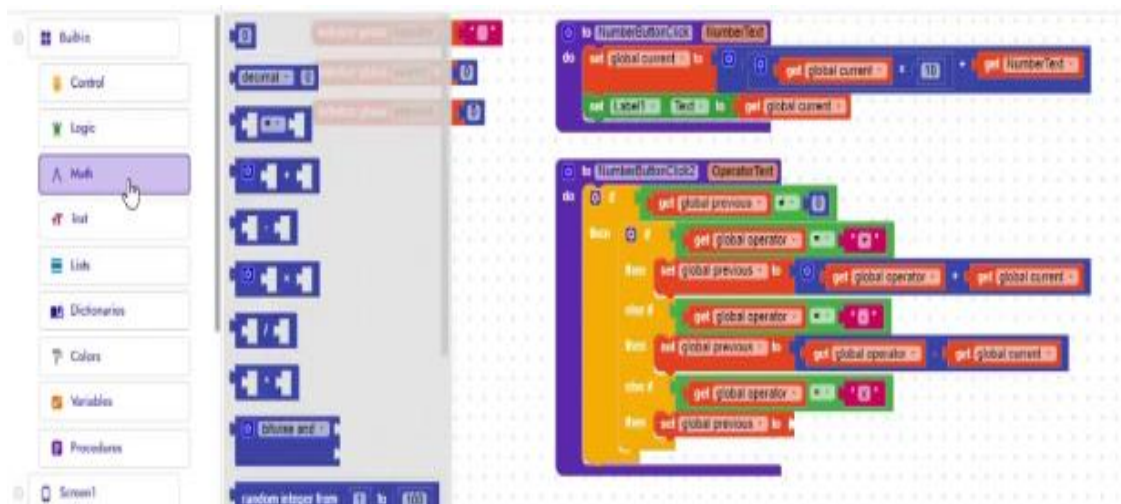 Built-in
Control
Logic
Math
Text
Lists
Dictionaries
Colors
Variables
Procedures
Screen1
0
decimal 0
=
+
-
×
/
^
bitwise and
random integer from 1 to 100
" "
0
0
to NumberButtonClick NumberText
do set global current to get global current × 10 + get NumberText
set Label1 . Text to get global current
to NumberButtonClick2 OperatorText
do if get global previous ≠ 0
then if get global operator = "+"
then set global previous to get global operator + get global current
else if get global operator = "-"
then set global previous to get global operator - get global current
else if get global operator = "x"
then set global previous to